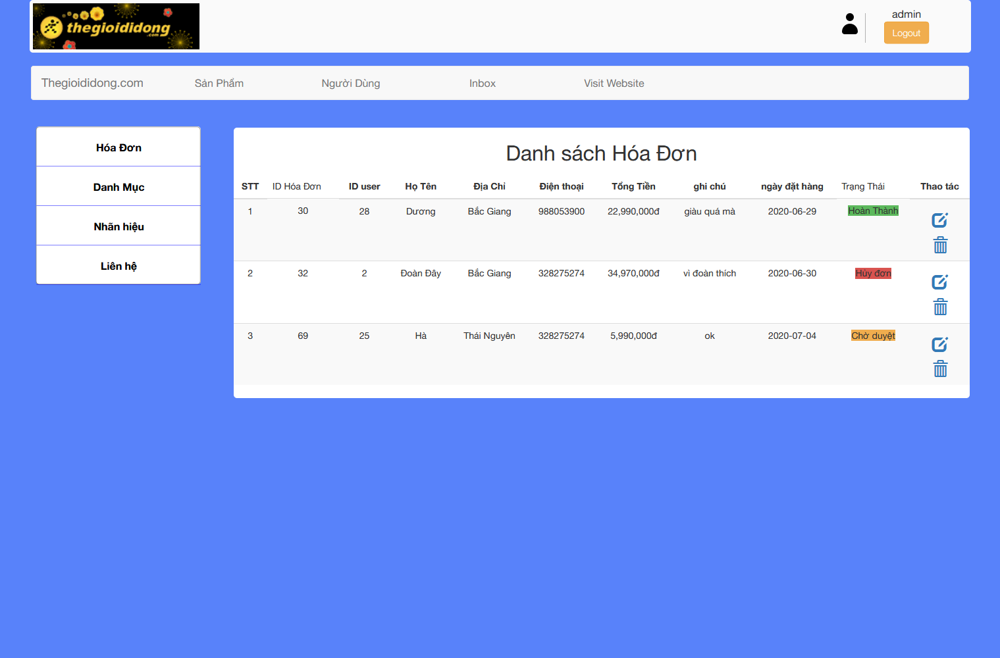 thegioididong
.com
admin
Logout
Thegioididong.com Sản Phẩm Người Dùng Inbox Visit Website
Hóa Đơn
Danh Mục
Nhãn hiệu
Liên hệ
Danh sách Hóa Đơn
STT ID Hóa Đơn ID user Họ Tên Địa Chỉ Điện thoại Tổng Tiền ghi chú ngày đặt hàng Trạng Thái Thao tác
1 30 28 Dương Bắc Giang 988053900 22,990,000đ giàu quá mà 2020-06-29 Hoàn Thành
2 32 2 Đoàn Đây Bắc Giang 328275274 34,970,000đ vì đoàn thích 2020-06-30 Hủy đơn
3 69 25 Hà Thái Nguyên 328275274 5,990,000đ ok 2020-07-04 Chờ duyệt